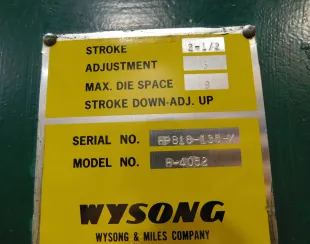 STROKE 2-1/2
ADJUSTMENT
MAX. DIE SPACE 9
STROKE DOWN-ADJ. UP
SERIAL NO.
MODEL NO.
WYSONG
WYSONG & MILES COMPANY